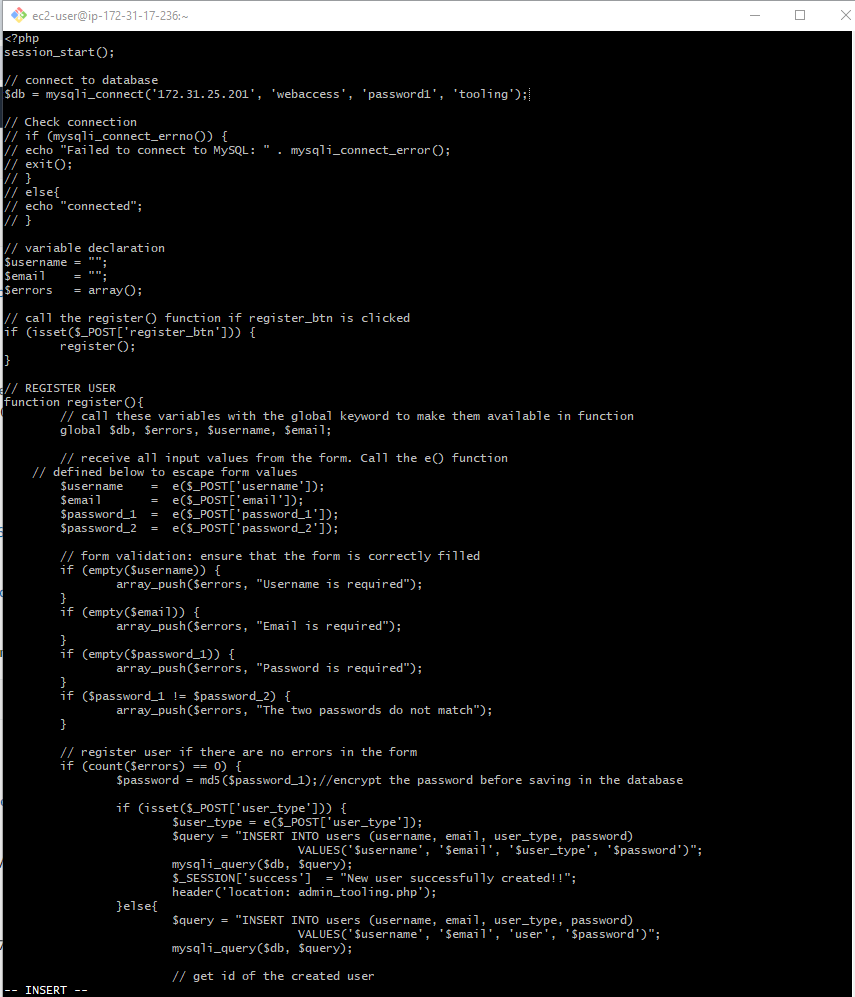 ec2-user@ip-172-31-17-236:~
<?php
session_start();

// connect to database
$db = mysqli_connect('172.31.25.201', 'webaccess', 'password1', 'tooling');

// Check connection
// if (mysqli_connect_errno()) {
// echo "Failed to connect to MySQL: " . mysqli_connect_error();
// exit();
// }
// else{
// echo "connected";
// }

// variable declaration
$username = "";
$email    = "";
$errors   = array();

// call the register() function if register_btn is clicked
if (isset($_POST['register_btn'])) {
        register();
}

// REGISTER USER
function register(){
        // call these variables with the global keyword to make them available in function
        global $db, $errors, $username, $email;

        // receive all input values from the form. Call the e() function
    // defined below to escape form values
        $username    =  e($_POST['username']);
        $email       =  e($_POST['email']);
        $password_1  =  e($_POST['password_1']);
        $password_2  =  e($_POST['password_2']);

        // form validation: ensure that the form is correctly filled
        if (empty($username)) {
                array_push($errors, "Username is required");
        }
        if (empty($email)) {
                array_push($errors, "Email is required");
        }
        if (empty($password_1)) {
                array_push($errors, "Password is required");
        }
        if ($password_1 != $password_2) {
                array_push($errors, "The two passwords do not match");
        }

        // register user if there are no errors in the form
        if (count($errors) == 0) {
                $password = md5($password_1);//encrypt the password before saving in the database

                if (isset($_POST['user_type'])) {
                        $user_type = e($_POST['user_type']);
                        $query = "INSERT INTO users (username, email, user_type, password)
                                          VALUES('$username', '$email', '$user_type', '$password')";
                        mysqli_query($db, $query);
                        $_SESSION['success']  = "New user successfully created!!";
                        header('location: admin_tooling.php');
                }else{
                        $query = "INSERT INTO users (username, email, user_type, password)
                                          VALUES('$username', '$email', 'user', '$password')";
                        mysqli_query($db, $query);

                        // get id of the created user
-- INSERT --